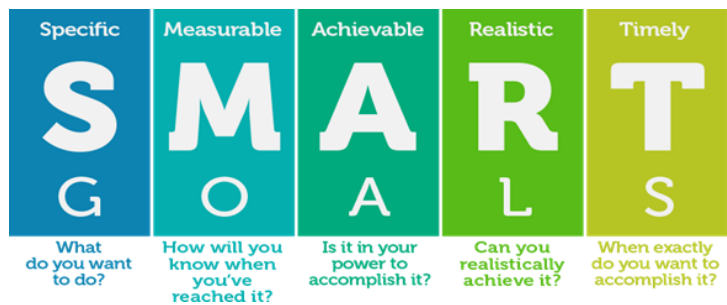 Specific Measurable Achievable Realistic Timely
S M A R T
G O A L S
What
do you want
to do?
How will you
know when
you've
reached it?
Is it in your
power to
accomplish it?
Can you
realistically
achieve it?
When exactly
do you want to
accomplish it?